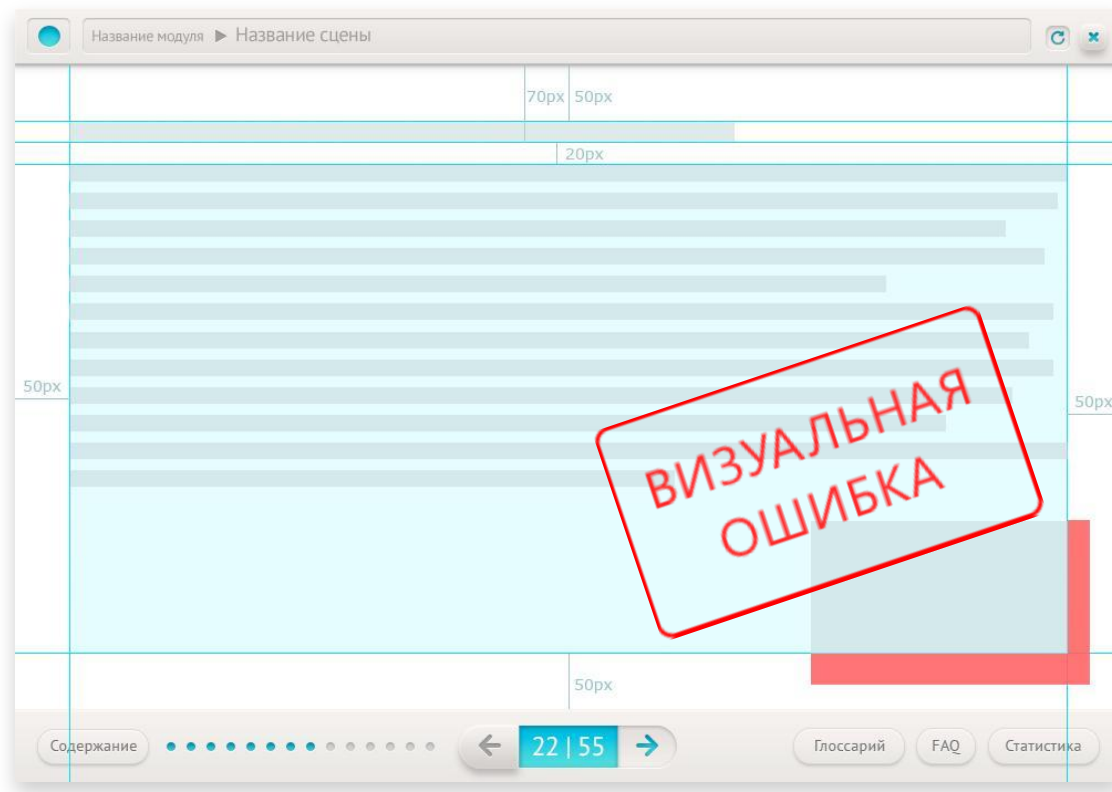 Название модуля ▶ Название сцены
70px 50px
20px
50px
50px
ВИЗУАЛЬНАЯ
ОШИБКА
50px
Содержание
22 | 55
Глоссарий
FAQ
Статистика